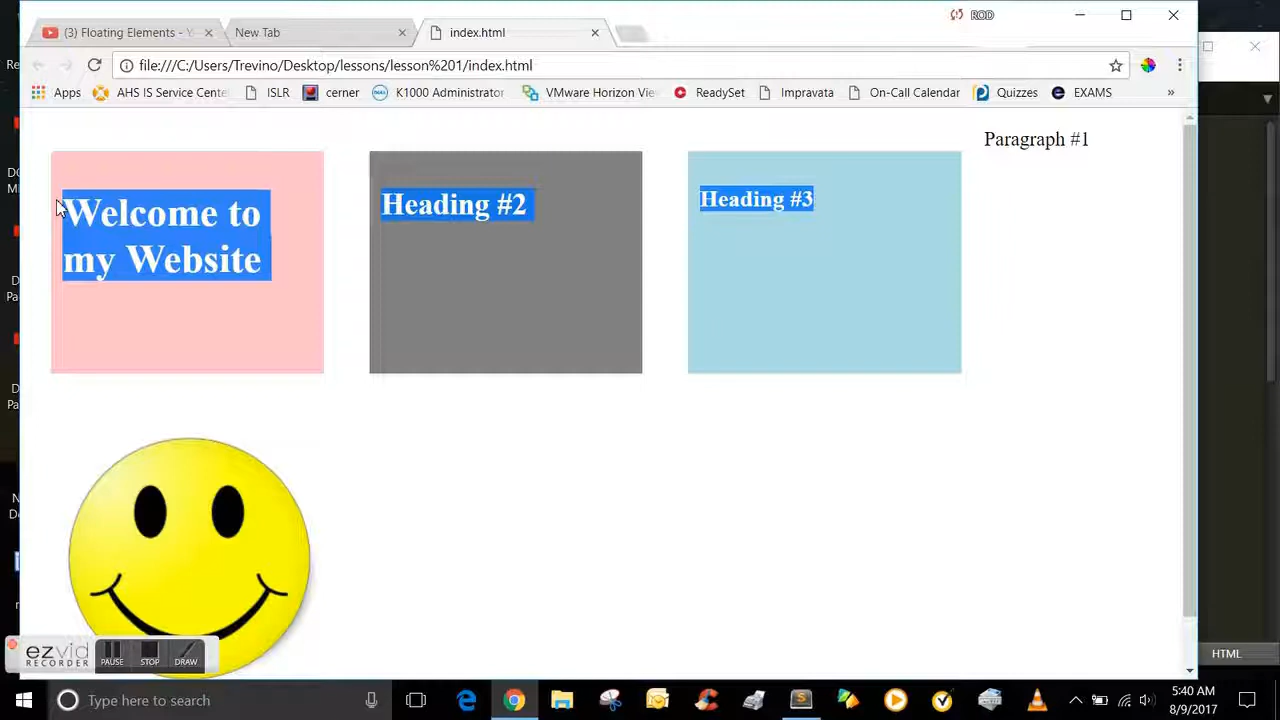 ROD
(3) Floating Elements - Y
New Tab
index.html
file:///C:/Users/Trevino/Desktop/lessons/lesson%201/index.html
Apps
AHS IS Service Cente
ISLR
cerner
K1000 Administrator
VMware Horizon Vie
ReadySet
Impravata
On-Call Calendar
Quizzes
EXAMS
»
Paragraph #1
Welcome to
my Website
Heading #2
Heading #3
ezvid
RECORDER
PAUSE
STOP
DRAW
HTML
Type here to search
5:40 AM
8/9/2017